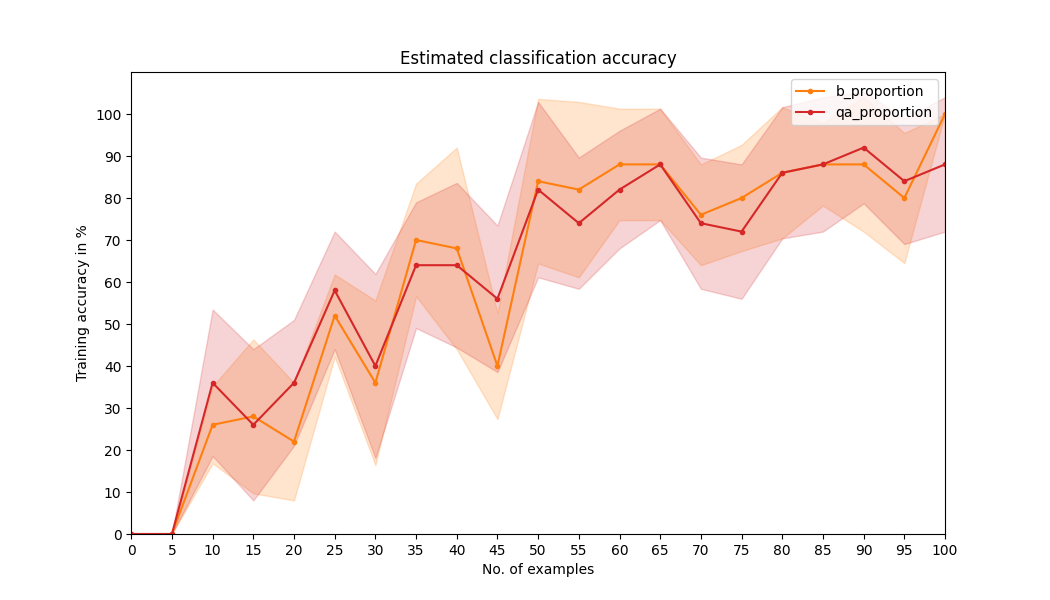 Estimated classification accuracy
b_proportion
qa_proportion
Training accuracy in %
100
90
80
70
60
50
40
30
20
10
0
0 5 10 15 20 25 30 35 40 45 50 55 60 65 70 75 80 85 90 95 100
No. of examples